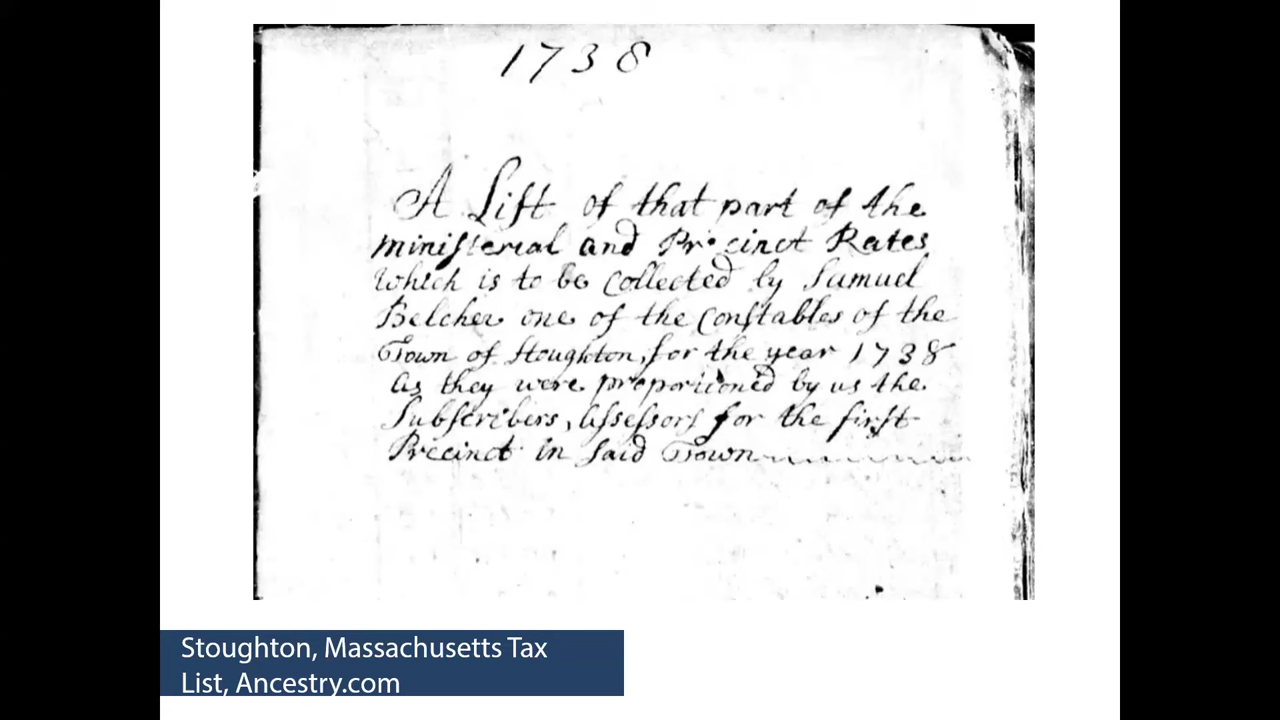 1738
A List of that part of the
ministerial and Precinct Rates
which is to be Collected by Samuel
Belcher one of the Constables of the
Town of Stoughton, for the year 1738
as they were proportioned by us the
Subscribers, assessors for the first
Precinct in said Town
Stoughton, Massachusetts Tax
List, Ancestry.com